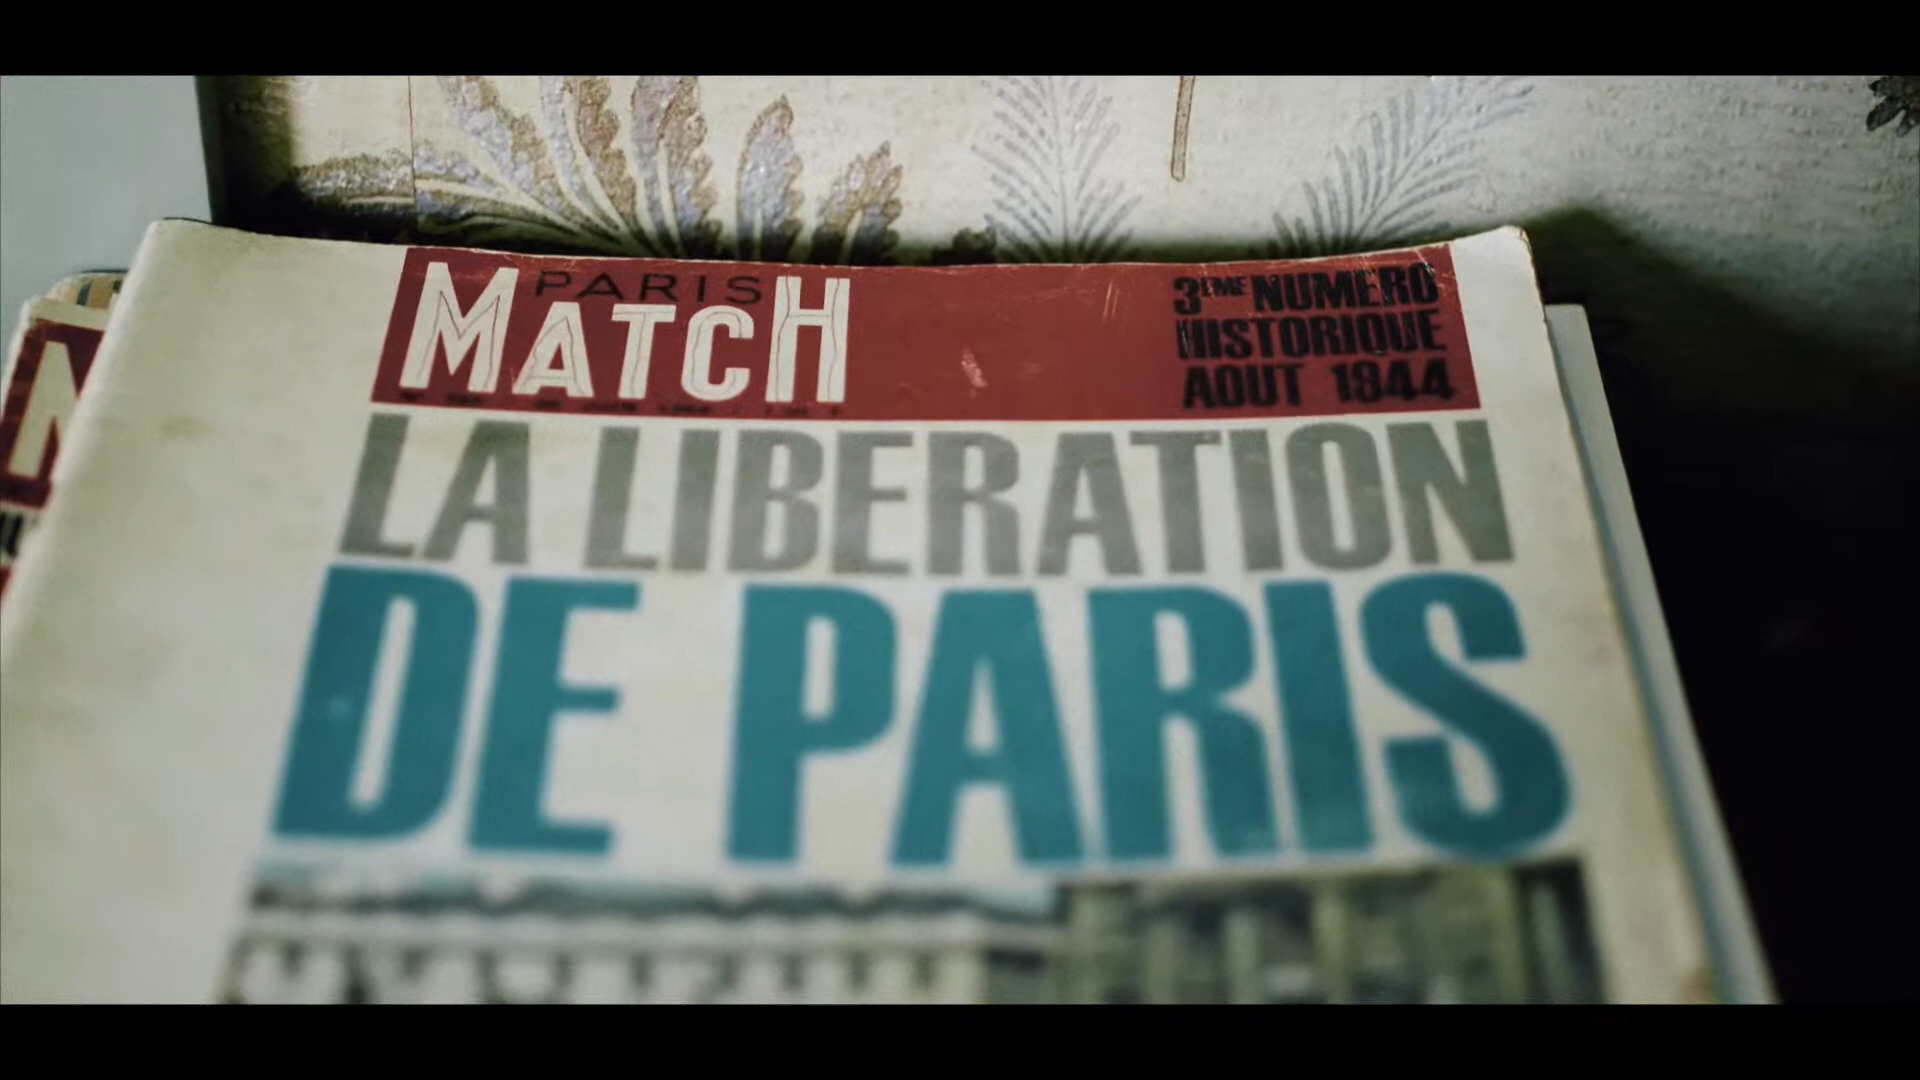 PARIS
MATCH
3EME NUMERO
HISTORIQUE
AOUT 1944
LA LIBERATION
DE PARIS